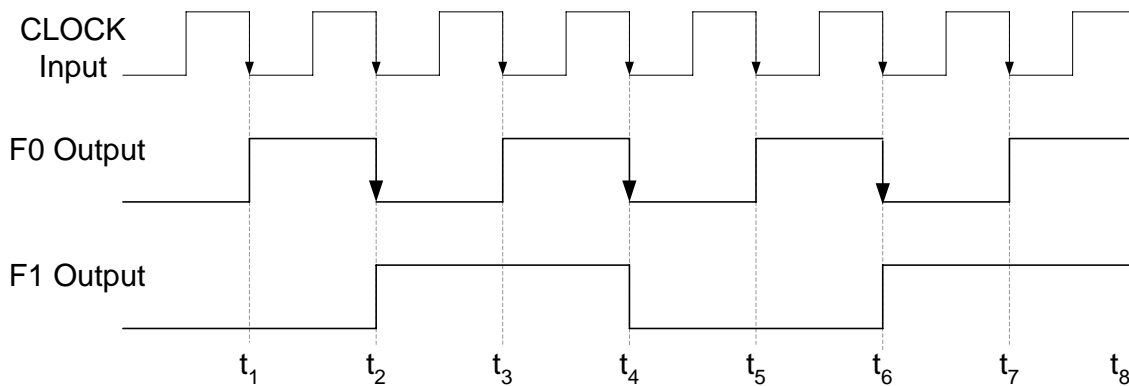 CLOCK
Input
F0 Output
F1 Output
t1 t2 t3 t4 t5 t6 t7 t8